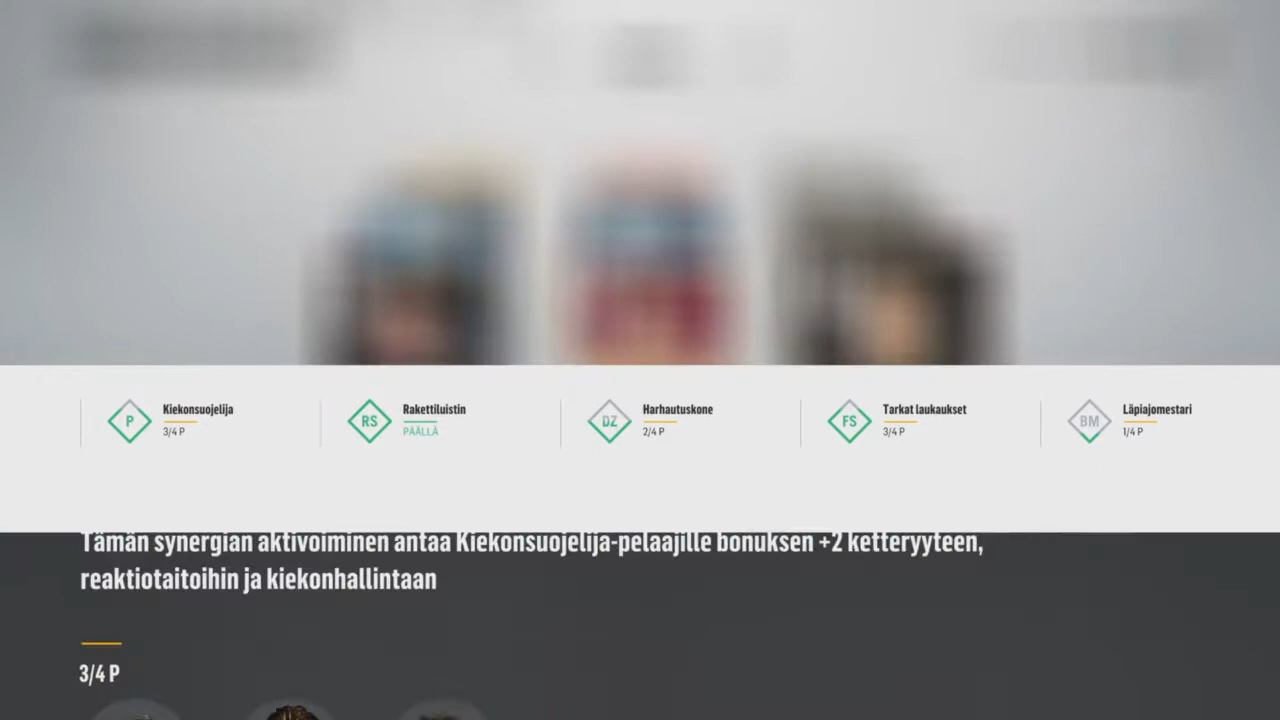 P
Kiekonsuojelija
3/4 P
RS
Rakettiluistin
PÄÄLLÄ
DZ
Harhautuskone
2/4 P
FS
Tarkat laukaukset
3/4 P
BM
Läpiajomestari
1/4 P
Tämän synergian aktivoiminen antaa Kiekonsuojelija-pelaajille bonuksen +2 ketteryyteen,
reaktiotaitoihin ja kiekonhallintaan
3/4 P